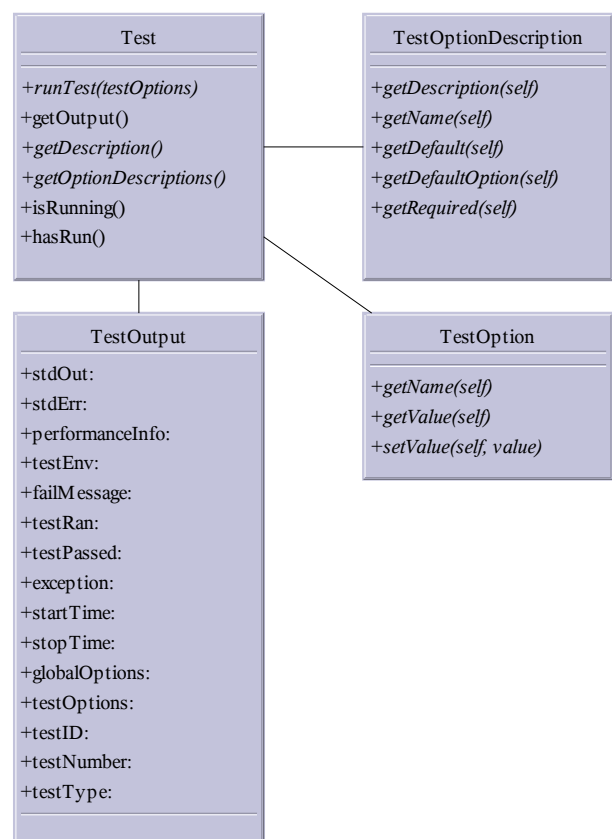 Test
+runTest(testOptions)
+getOutput()
+getDescription()
+getOptionDescriptions()
+isRunning()
+hasRun()
TestOptionDescription
+getDescription(self)
+getName(self)
+getDefault(self)
+getDefaultOption(self)
+getRequired(self)
TestOutput
+stdOut:
+stdErr:
+performanceInfo:
+testEnv:
+failMessage:
+testRan:
+testPassed:
+exception:
+startTime:
+stopTime:
+globalOptions:
+testOptions:
+testID:
+testNumber:
+testType:
TestOption
+getName(self)
+getValue(self)
+setValue(self, value)